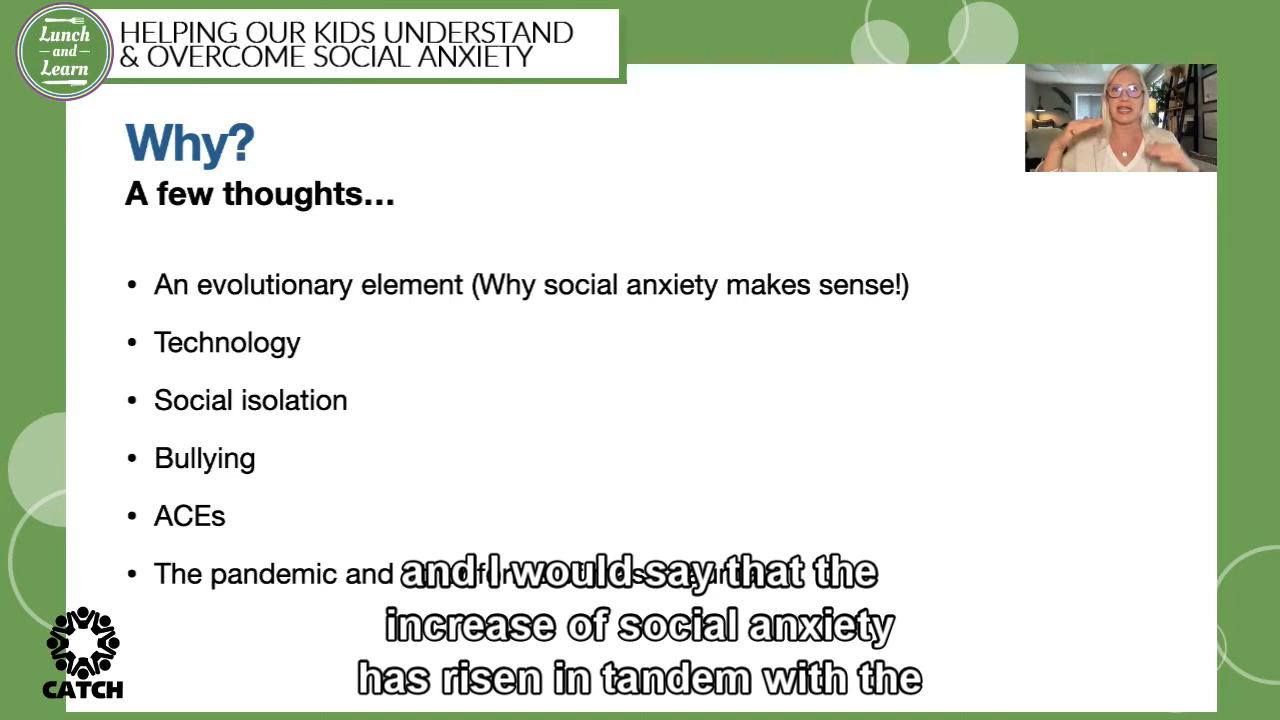 Lunch
and
Learn
HELPING OUR KIDS UNDERSTAND
& OVERCOME SOCIAL ANXIETY
Why?
A few thoughts...
• An evolutionary element (Why social anxiety makes sense!)
• Technology
• Social isolation
• Bullying
• ACEs
• The pandemic and
and I would say that the
increase of social anxiety
has risen in tandem with the
CATCH